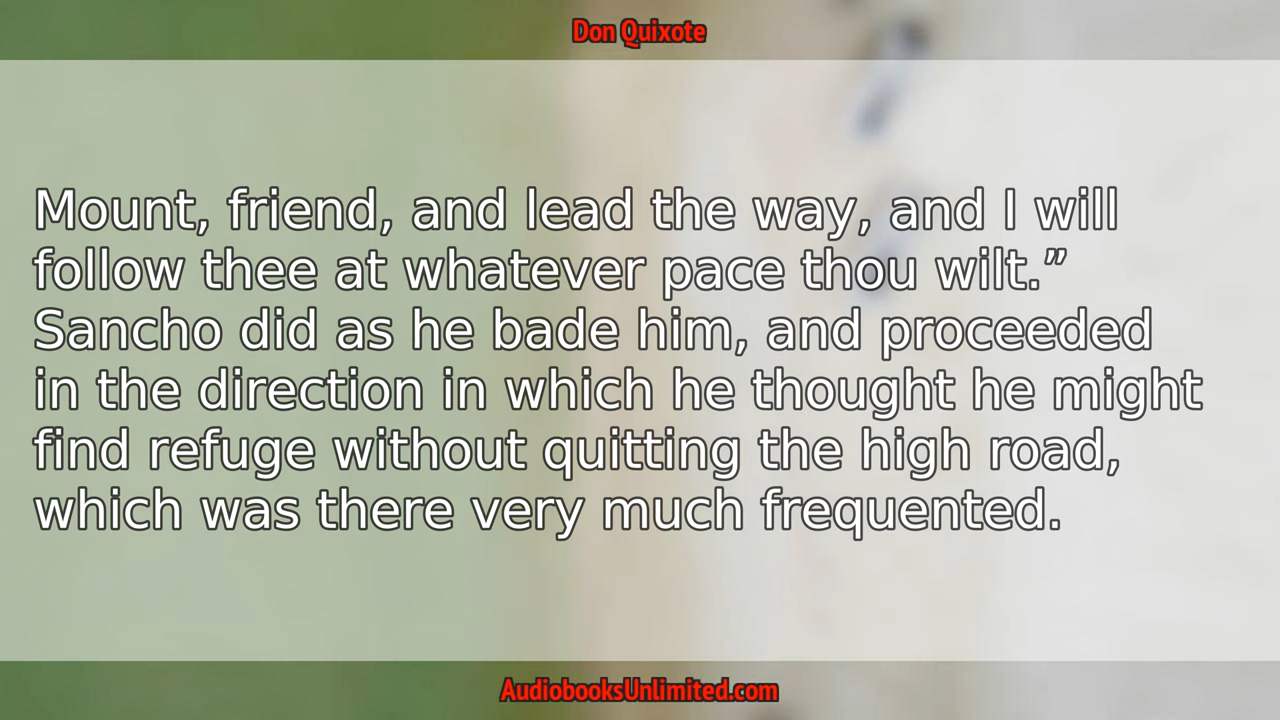 Don Quixote
Mount, friend, and lead the way, and I will
follow thee at whatever pace thou wilt.”
Sancho did as he bade him, and proceeded
in the direction in which he thought he might
find refuge without quitting the high road,
which was there very much frequented.
AudiobooksUnlimited.com